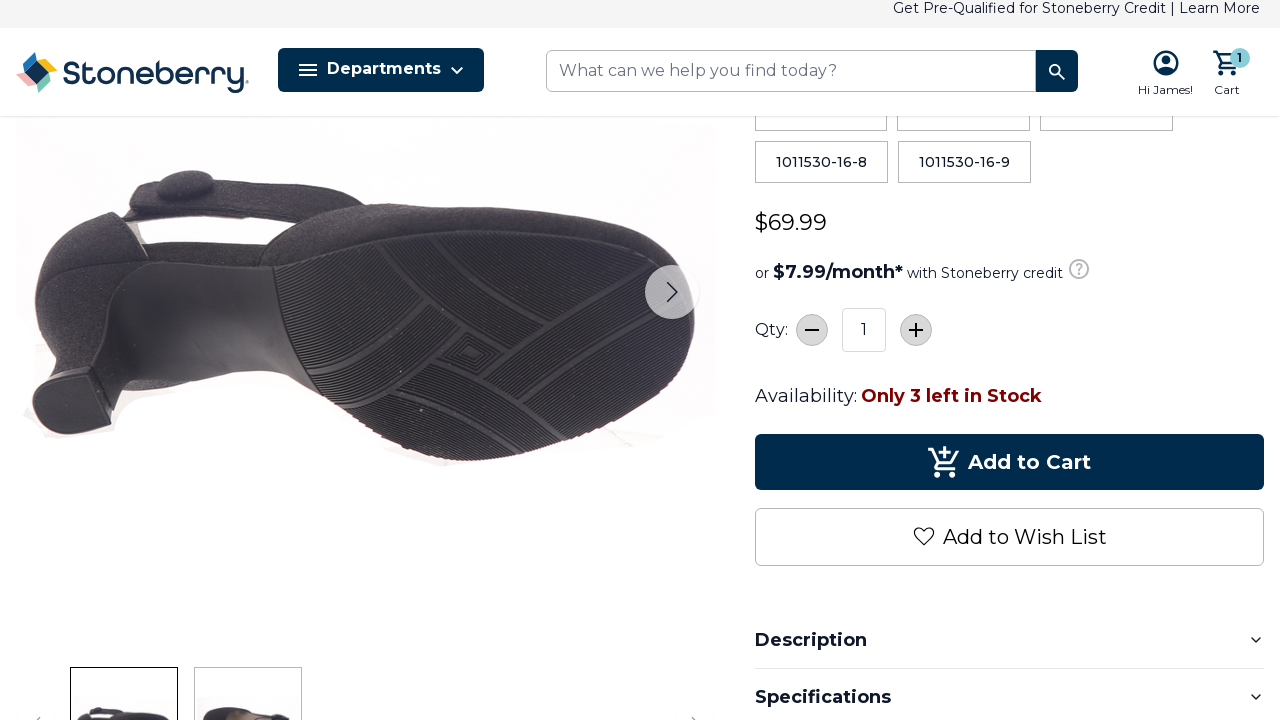 Get Pre-Qualified for Stoneberry Credit | Learn More
Stoneberry
Departments
What can we help you find today?
Hi James!
1
Cart
1011530-16-8
1011530-16-9
$69.99
or $7.99/month* with Stoneberry credit ?
Qty: 1
Availability: Only 3 left in Stock
Add to Cart
Add to Wish List
Description
Specifications